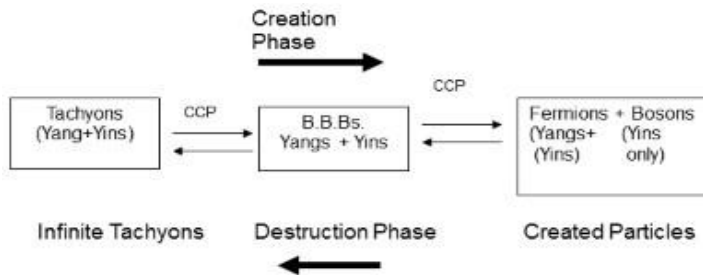 Creation
Phase
CCP
Tachyons
(Yang+Yins)
CCP
B.B.Bs.
Yangs + Yins
Fermions + Bosons
(Yangs+ (Yins
(Yins) only)
Infinite Tachyons
Destruction Phase
Created Particles